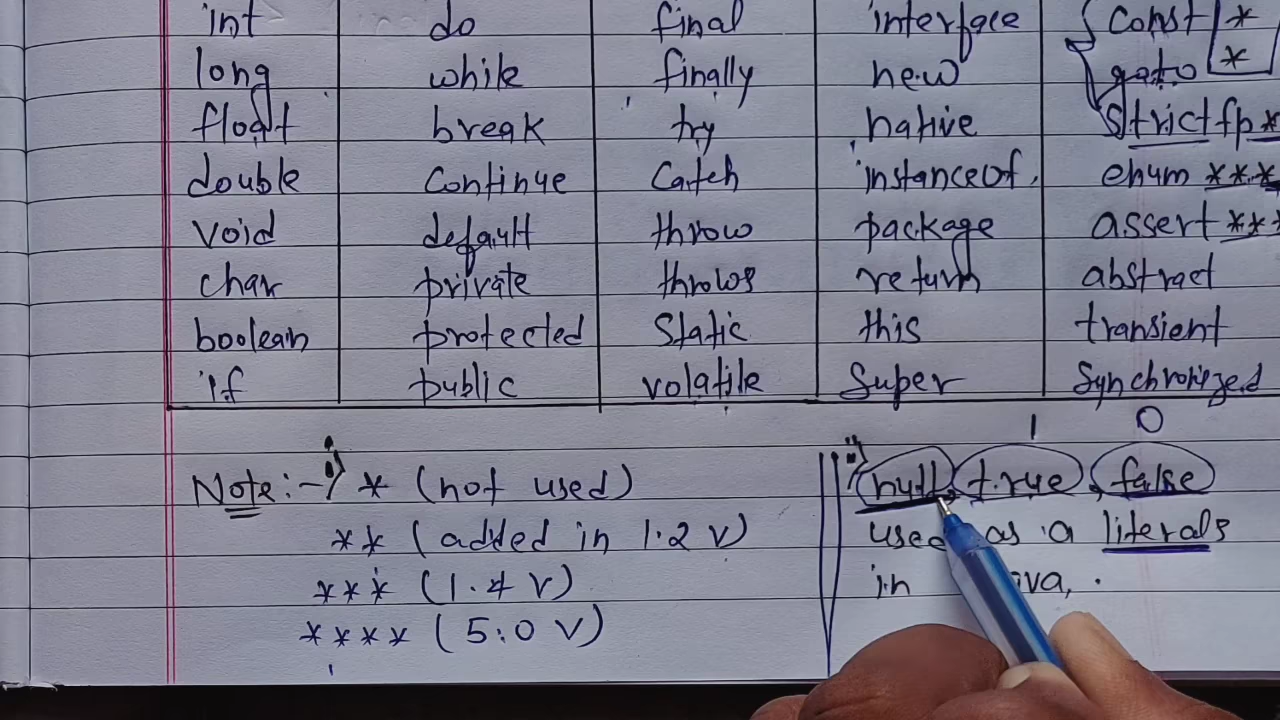 int do final interface const *
long while finally new goto *
float break try native strictfp *
double continue catch instanceof enum ***
void default throw package assert ***
char private throws return abstract
boolean protected static this transient
if public volatile super synchronized
1 0
Note:- * (not used) null, true, false
** (added in 1.2 v) used as a literals
*** (1.4 v) in
**** (5.0 v)